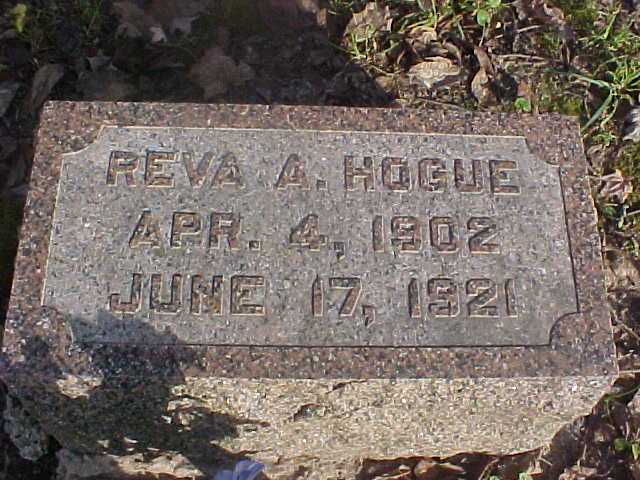 REVA A. HOGUE
APR. 4, 1902
JUNE 17, 1921